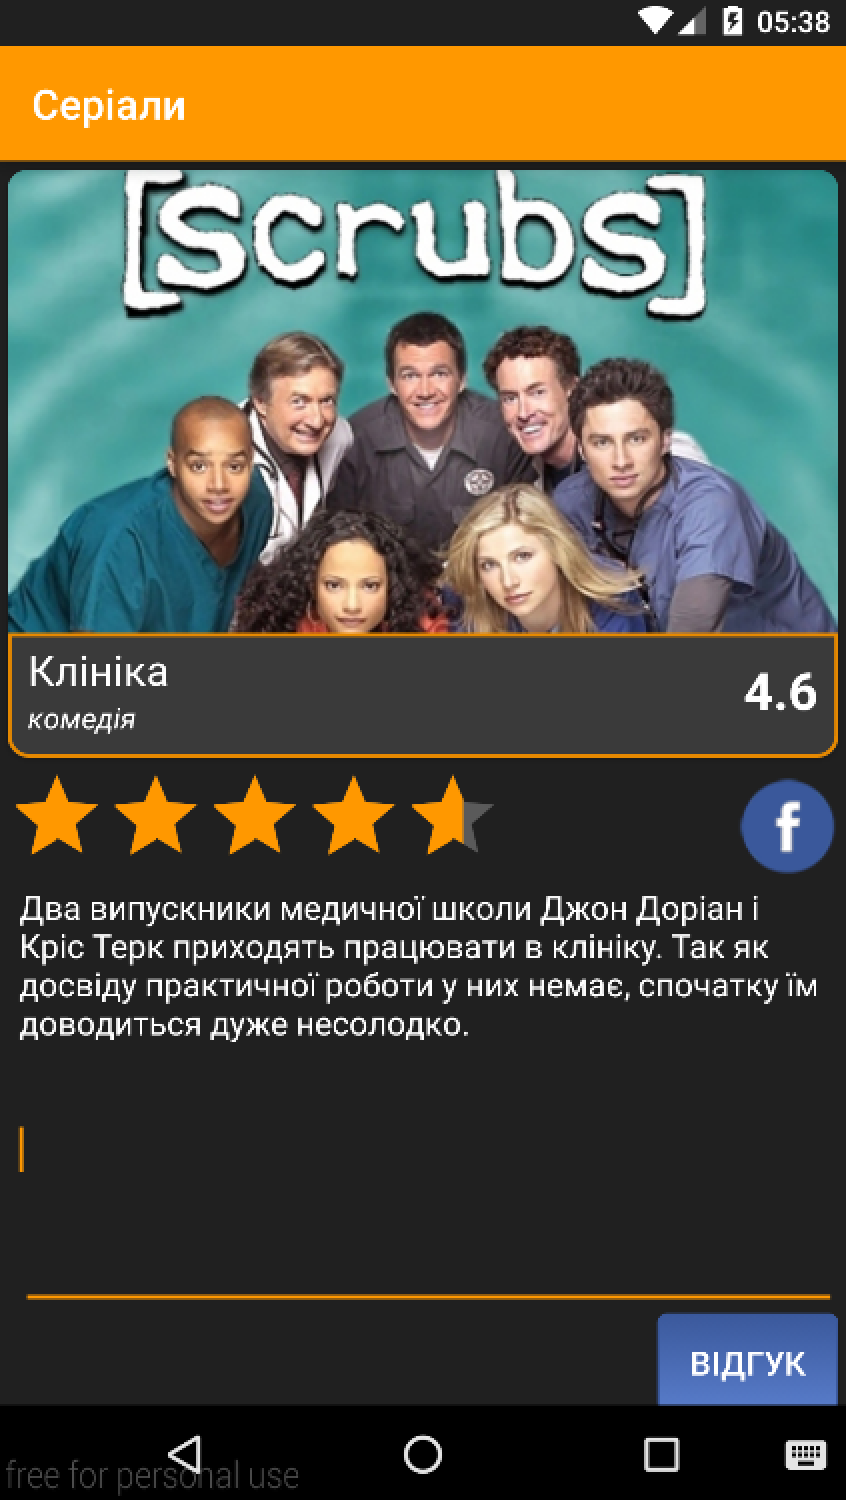 05:38
Серіали
[scrubs]
Клініка
4.6
комедія
f
Два випускники медичної школи Джон Доріан і
Кріс Терк приходять працювати в клініку. Так як
досвіду практичної роботи у них немає, спочатку їм
доводиться дуже несолодко.
ВІДГУК
free for personal use